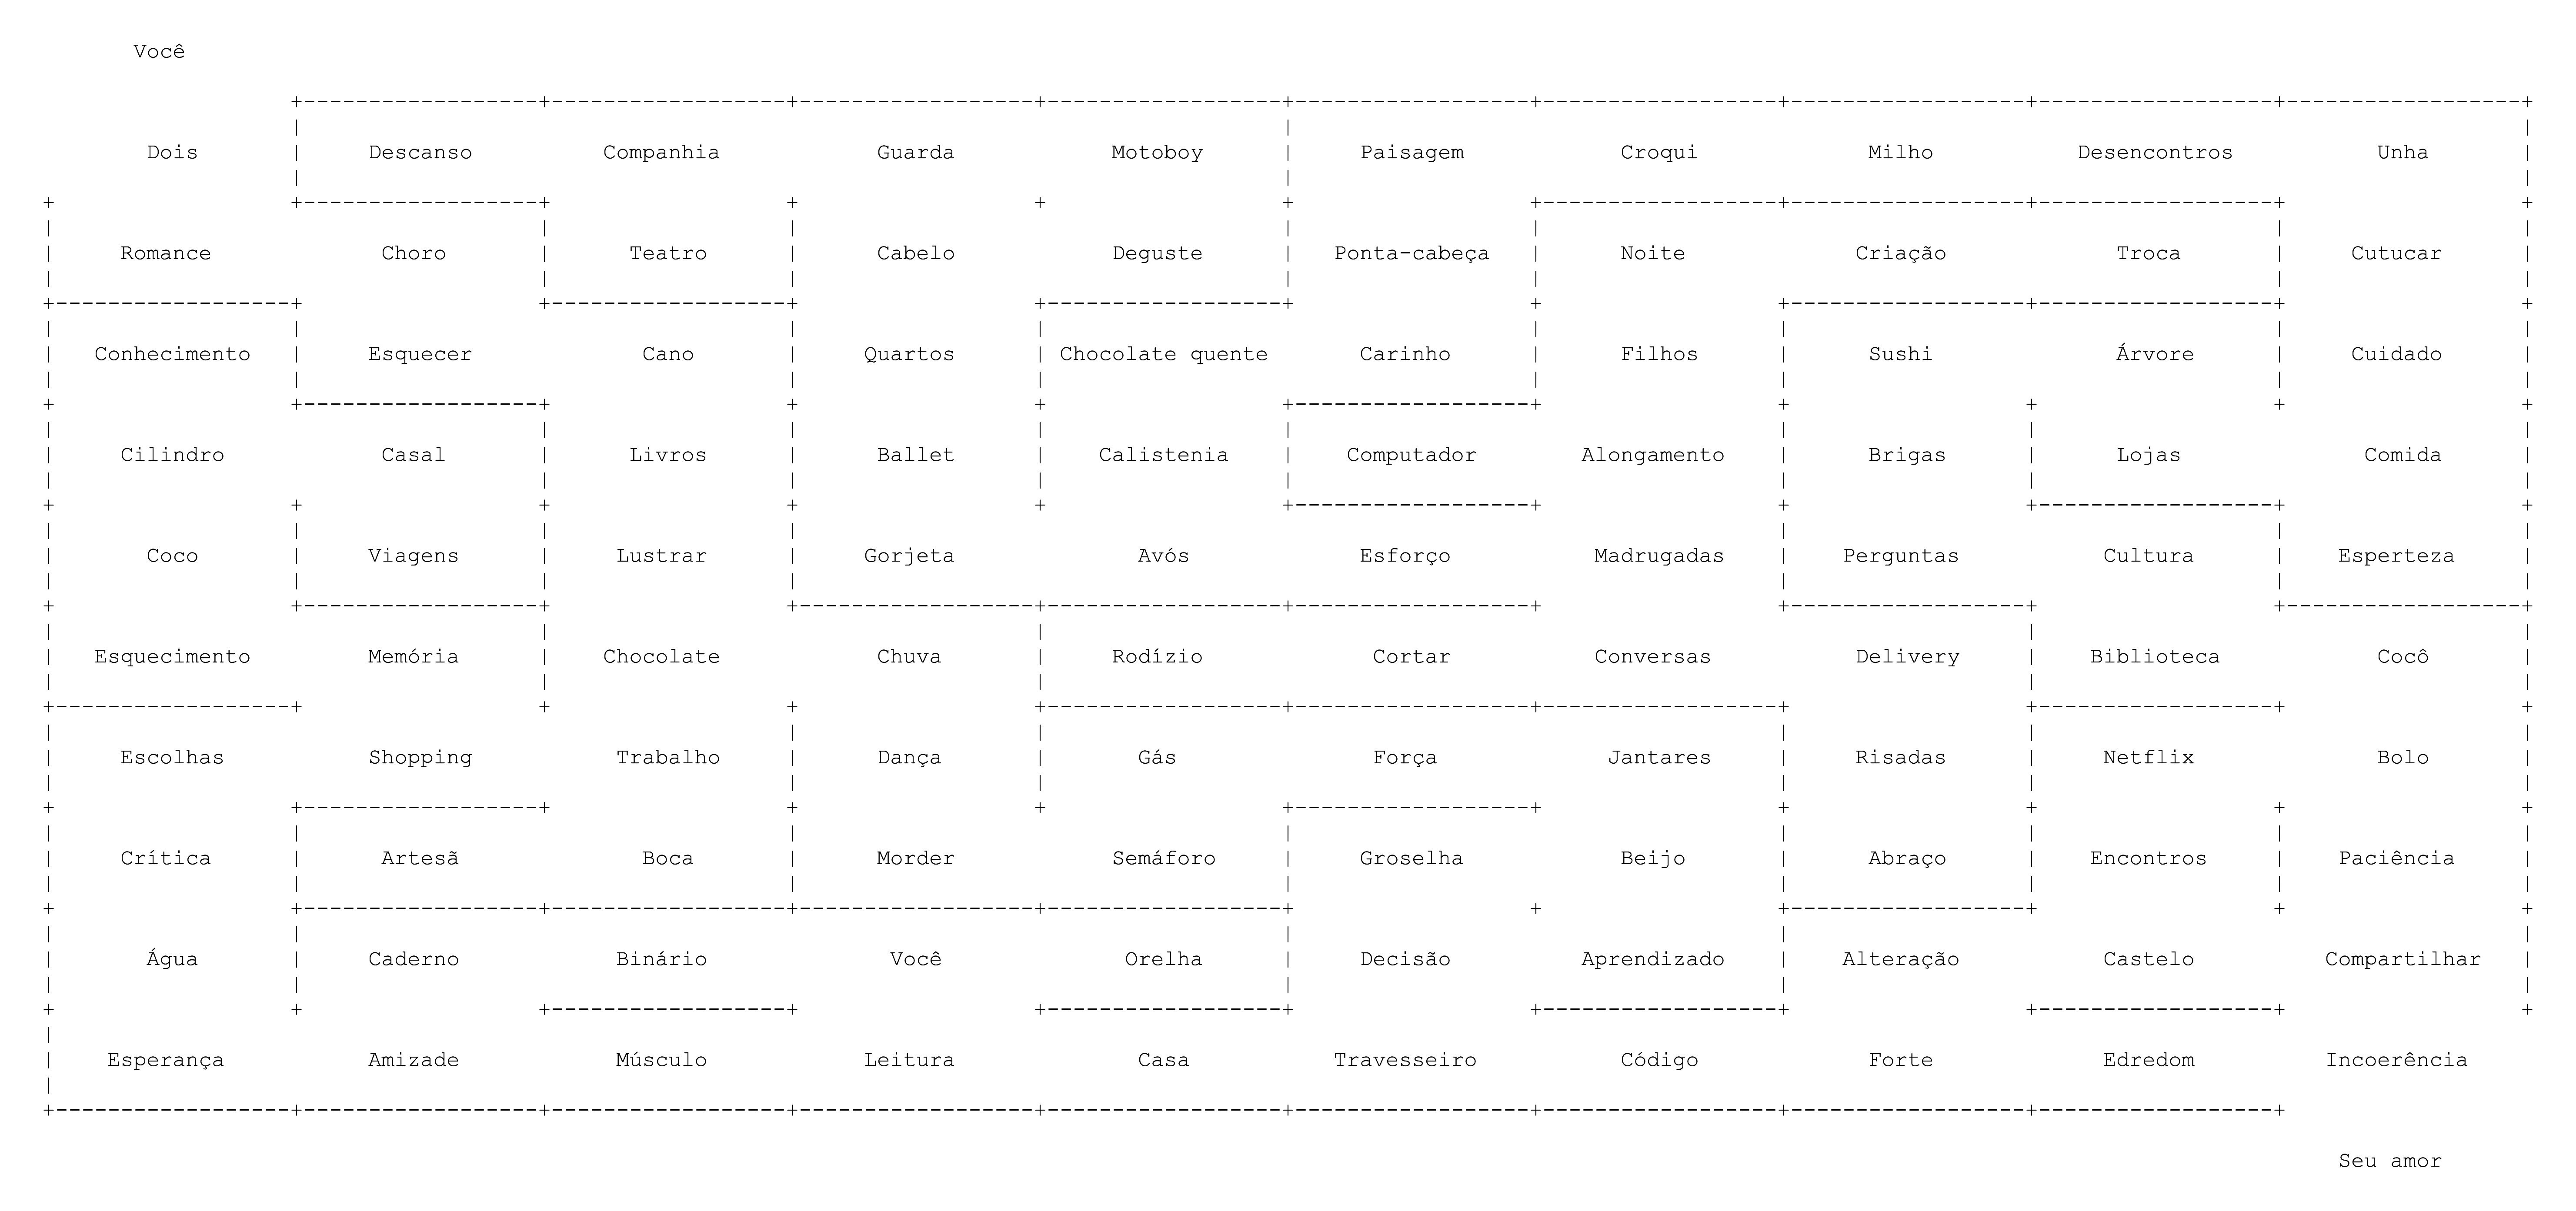 Você
Dois Descanso Companhia Guarda Motoboy Paisagem Croqui Milho Desencontros Unha
Romance Choro Teatro Cabelo Deguste Ponta-cabeça Noite Criação Troca Cutucar
Conhecimento Esquecer Cano Quartos Chocolate quente Carinho Filhos Sushi Árvore Cuidado
Cilindro Casal Livros Ballet Calistenia Computador Alongamento Brigas Lojas Comida
Coco Viagens Lustrar Gorjeta Avós Esforço Madrugadas Perguntas Cultura Esperteza
Esquecimento Memória Chocolate Chuva Rodízio Cortar Conversas Delivery Biblioteca Cocô
Escolhas Shopping Trabalho Dança Gás Força Jantares Risadas Netflix Bolo
Crítica Artesã Boca Morder Semáforo Groselha Beijo Abraço Encontros Paciência
Água Caderno Binário Você Orelha Decisão Aprendizado Alteração Castelo Compartilhar
Esperança Amizade Músculo Leitura Casa Travesseiro Código Forte Edredom Incoerência
Seu amor